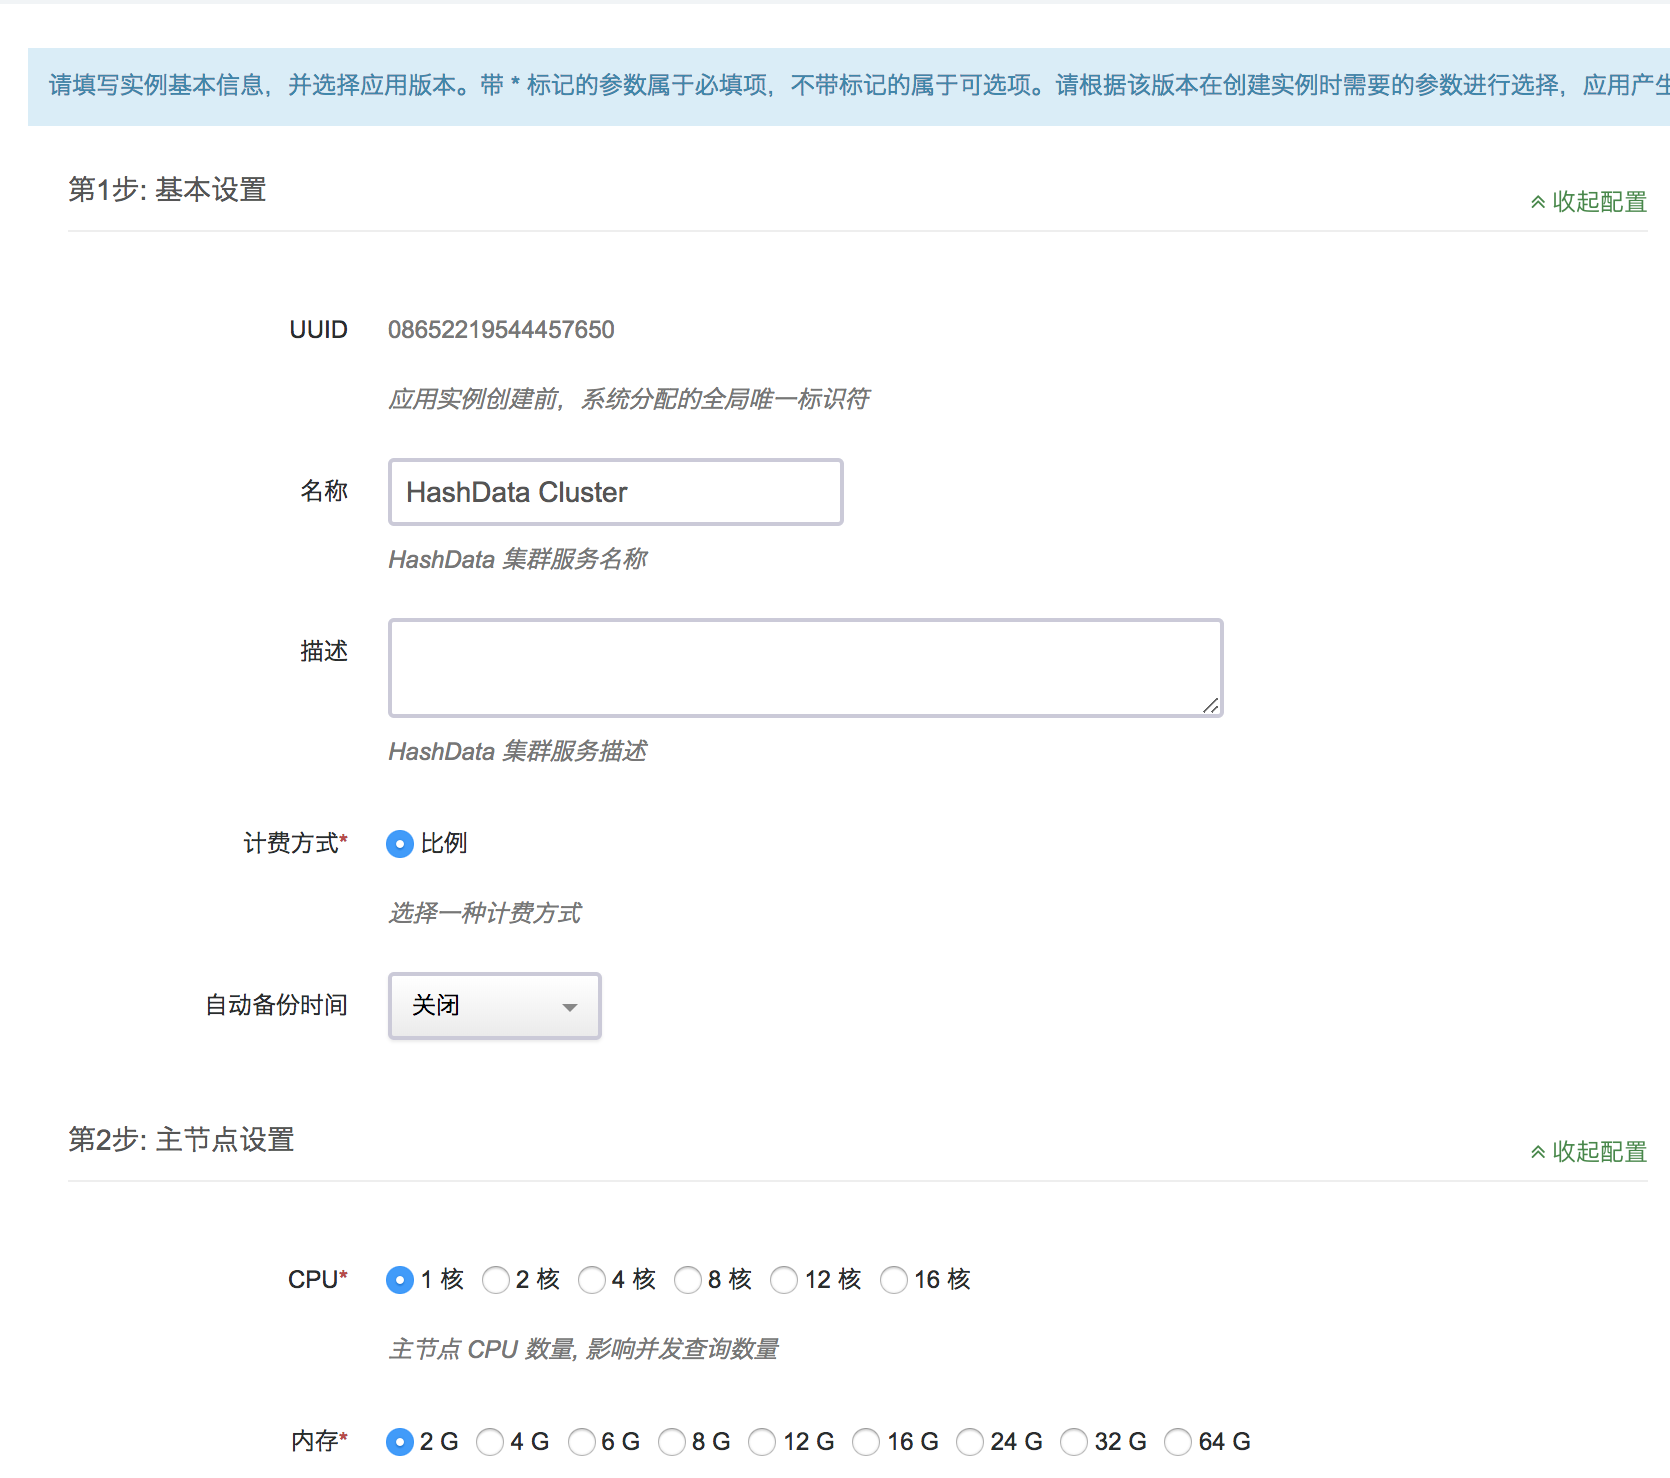 请填写实例基本信息，并选择应用版本。带 * 标记的参数属于必填项，不带标记的属于可选项。请根据该版本在创建实例时需要的参数进行选择，应用产生
第1步: 基本设置
收起配置
UUID 08652219544457650
应用实例创建前，系统分配的全局唯一标识符
名称 HashData Cluster
HashData 集群服务名称
描述
HashData 集群服务描述
计费方式* 比例
选择一种计费方式
自动备份时间 关闭
第2步: 主节点设置
收起配置
CPU* 1 核 2 核 4 核 8 核 12 核 16 核
主节点 CPU 数量, 影响并发查询数量
内存* 2 G 4 G 6 G 8 G 12 G 16 G 24 G 32 G 64 G